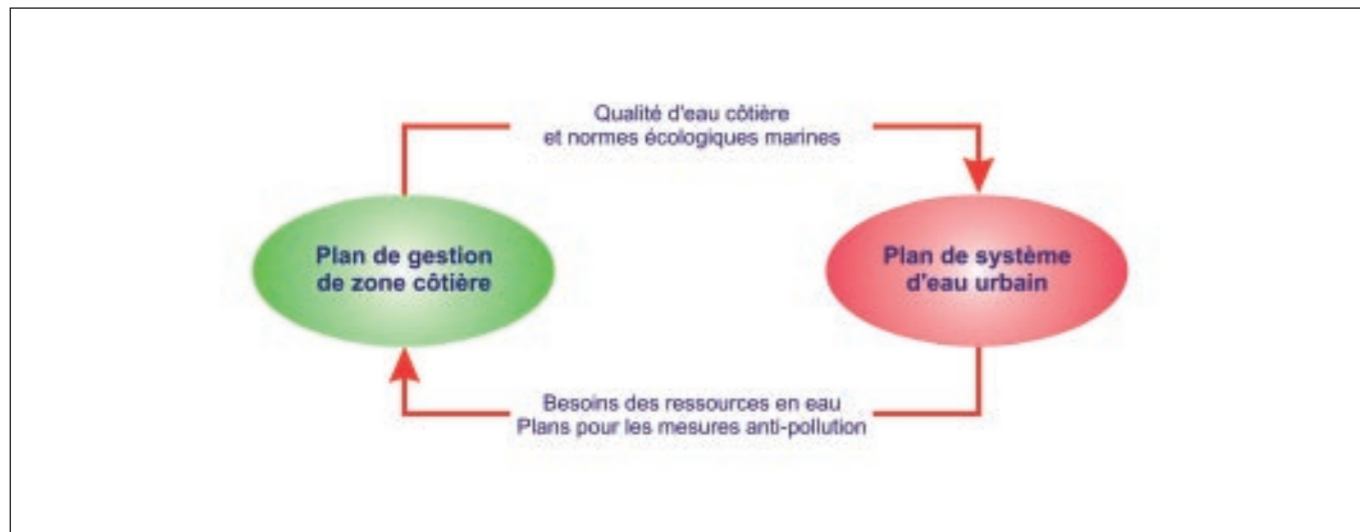 Qualité d'eau côtière
et normes écologiques marines
Plan de gestion
de zone côtière
Plan de système
d'eau urbain
Besoins des ressources en eau
Plans pour les mesures anti-pollution